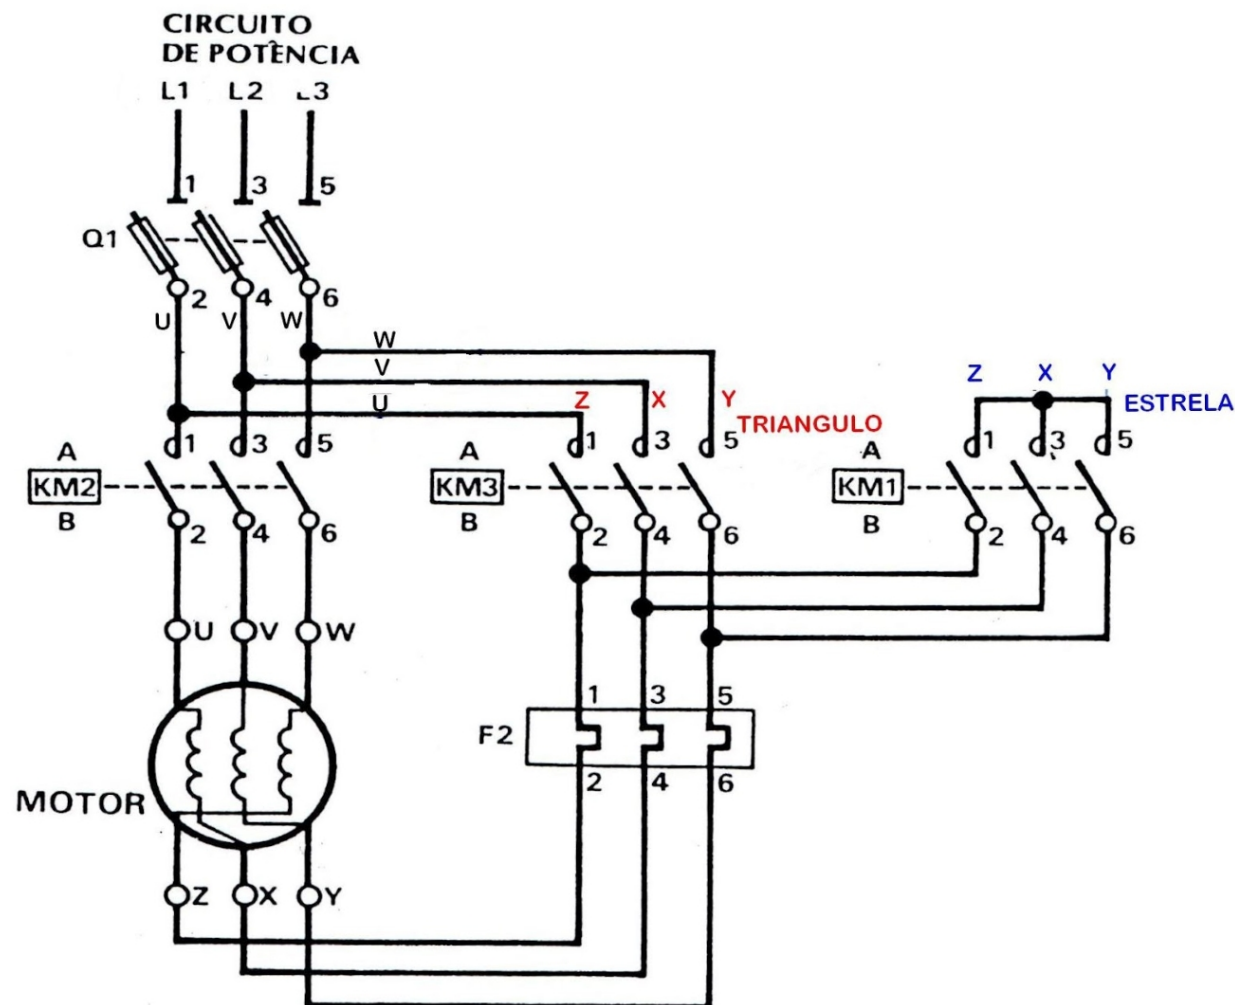 CIRCUITO
DE POTÊNCIA
L1 L2 L3
1 3 5
Q1
2 4 6
U V W
W
V
U
Z X Y
TRIANGULO
Z X Y
ESTRELA
A 1 3 5
KM2
B 2 4 6
A 1 3 5
KM3
B 2 4 6
A 1 3 5
KM1
B 2 4 6
U V W
1 3 5
F2
2 4 6
MOTOR
Z X Y